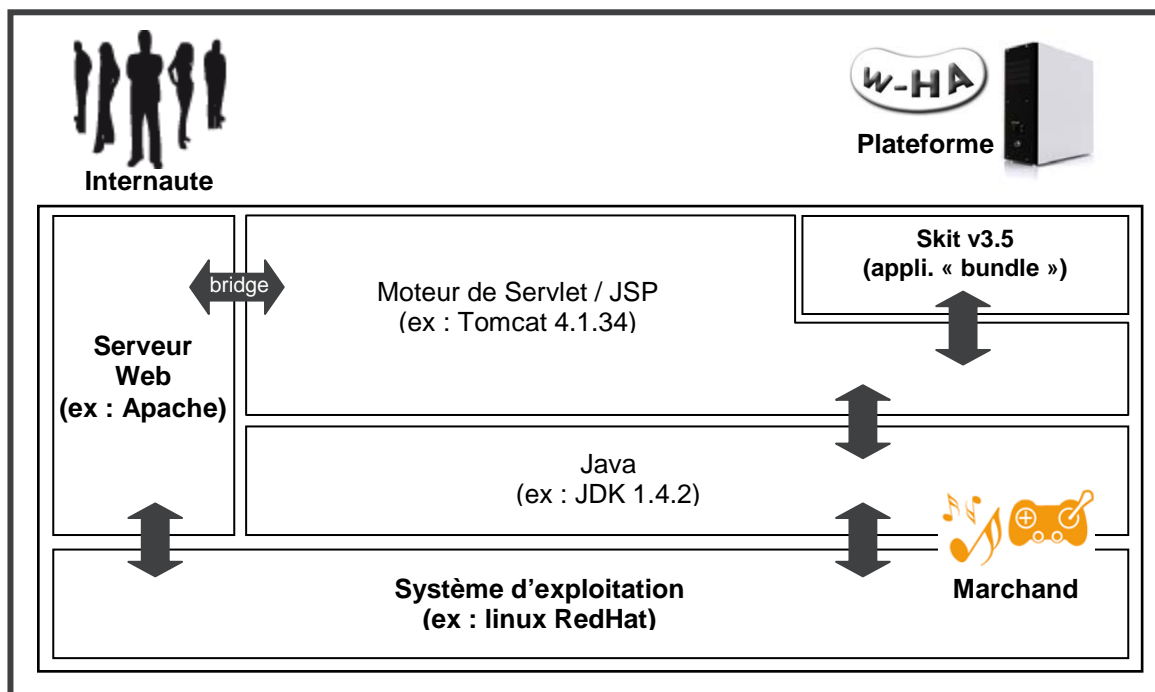 Internaute
W-HA
Plateforme
Skit v3.5
(appli. « bundle »)
bridge
Moteur de Servlet / JSP
(ex : Tomcat 4.1.34)
Serveur
Web
(ex : Apache)
Java
(ex : JDK 1.4.2)
Système d'exploitation
(ex : linux RedHat)
Marchand